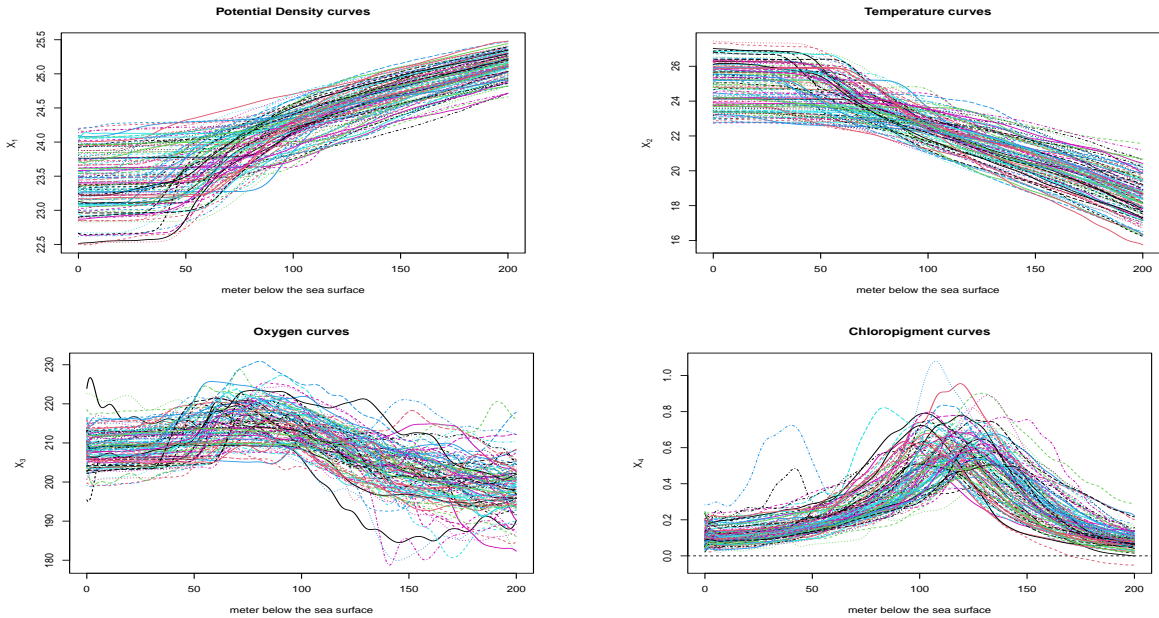 Potential Density curves
X1
25.5
25.0
24.5
24.0
23.5
23.0
22.5
0 50 100 150 200
meter below the sea surface
Temperature curves
X2
26
24
22
20
18
16
0 50 100 150 200
meter below the sea surface
Oxygen curves
X3
230
220
210
200
190
180
0 50 100 150 200
meter below the sea surface
Chloropigment curves
X4
1.0
0.8
0.6
0.4
0.2
0.0
0 50 100 150 200
meter below the sea surface